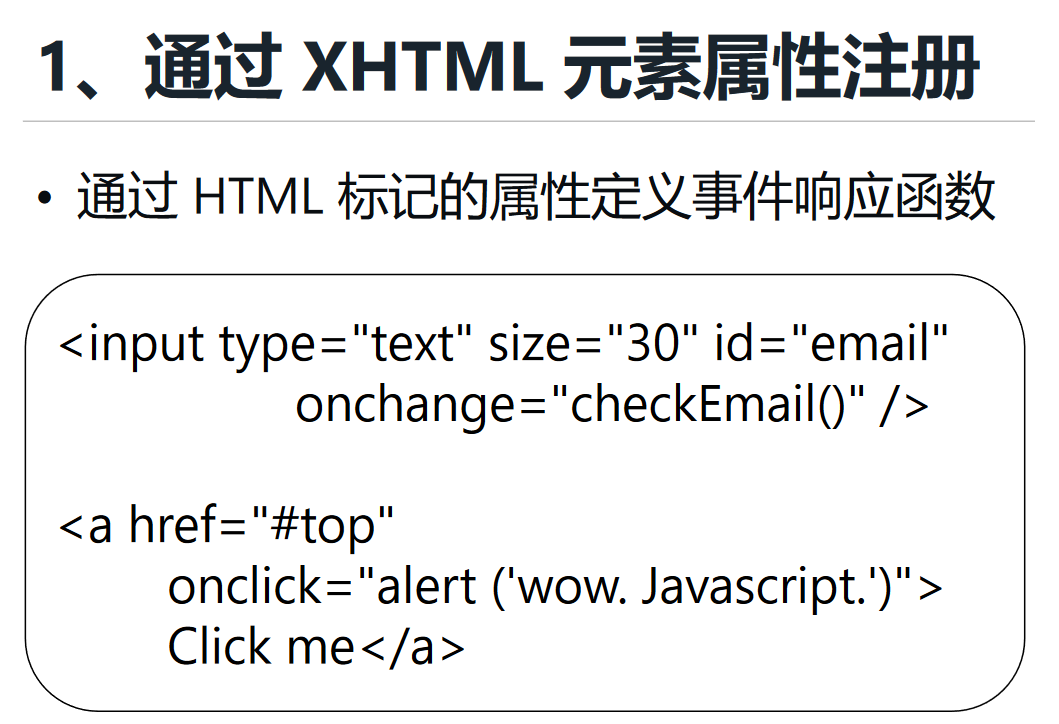 1、通过 XHTML 元素属性注册
• 通过 HTML 标记的属性定义事件响应函数
<input type="text" size="30" id="email"
onchange="checkEmail()" />
<a href="#top"
onclick="alert ('wow. Javascript.')">
Click me</a>